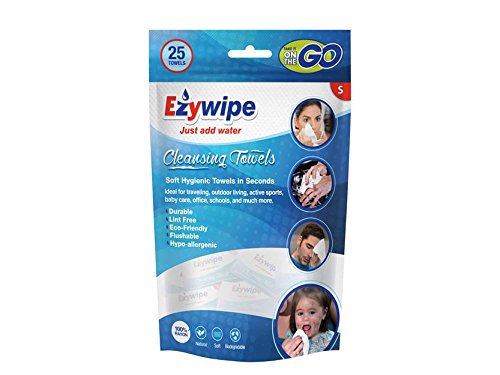 25
TOWELS
TAKE IT
ON
THE
GO
S
Ezywipe
Just add water
Cleansing Towels
Soft Hygienic Towels In Seconds
Ideal for traveling, outdoor living, active sports,
baby care, office, schools, and much more.
• Durable
• Lint Free
• Eco-Friendly
• Flushable
• Hypo-allergenic
100%
RAYON
Natural
Soft
Biodegradable